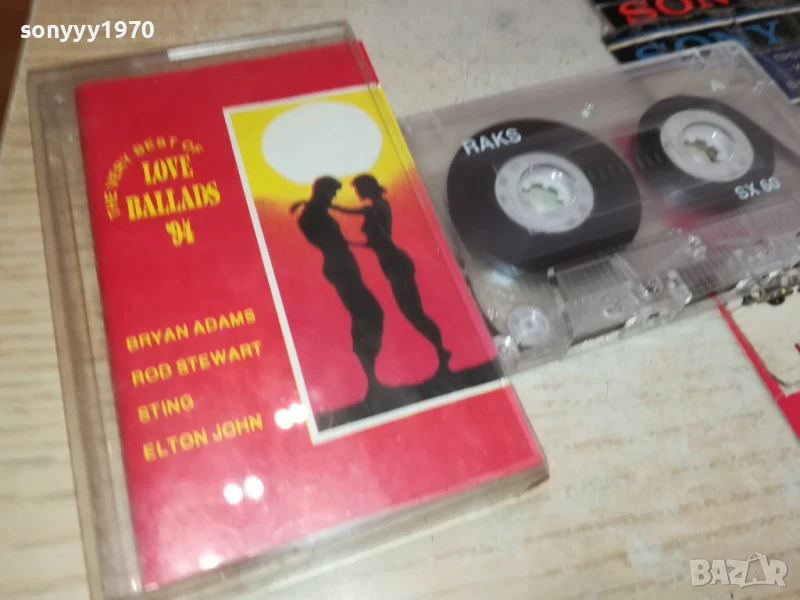 sonyyy1970
THE VERY BEST OF
LOVE
BALLADS
'94
BRYAN ADAMS
ROD STEWART
STING
ELTON JOHN
RAKS
A
SX 60
SONY
SONY
BAZAR